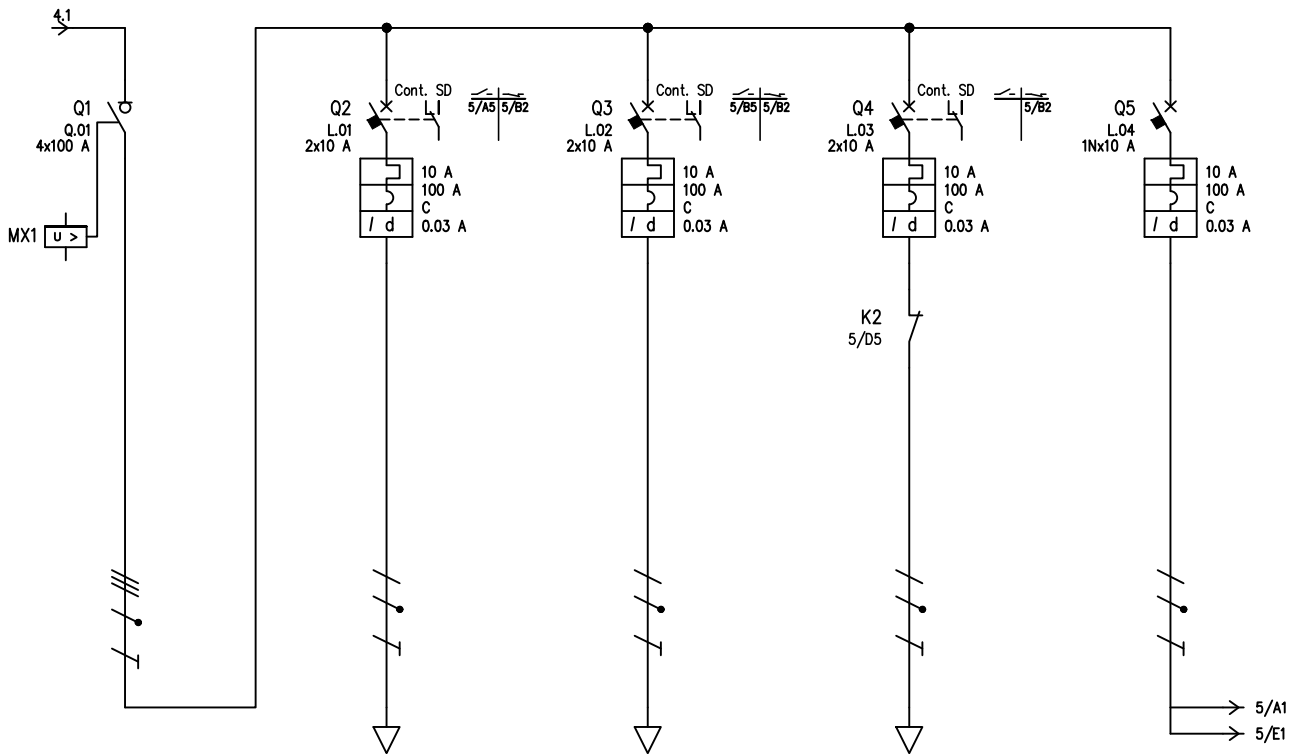 4.1
Q1
Q.01
4x100 A
MX1
U >
Q2
L.01
2x10 A
Cont. SD
5/A5 5/B2
10 A
100 A
C
I d 0.03 A
Q3
L.02
2x10 A
Cont. SD
5/B5 5/B2
10 A
100 A
C
I d 0.03 A
Q4
L.03
2x10 A
Cont. SD
5/B2
10 A
100 A
C
I d 0.03 A
K2
5/D5
Q5
L.04
1Nx10 A
10 A
100 A
C
I d 0.03 A
5/A1
5/E1